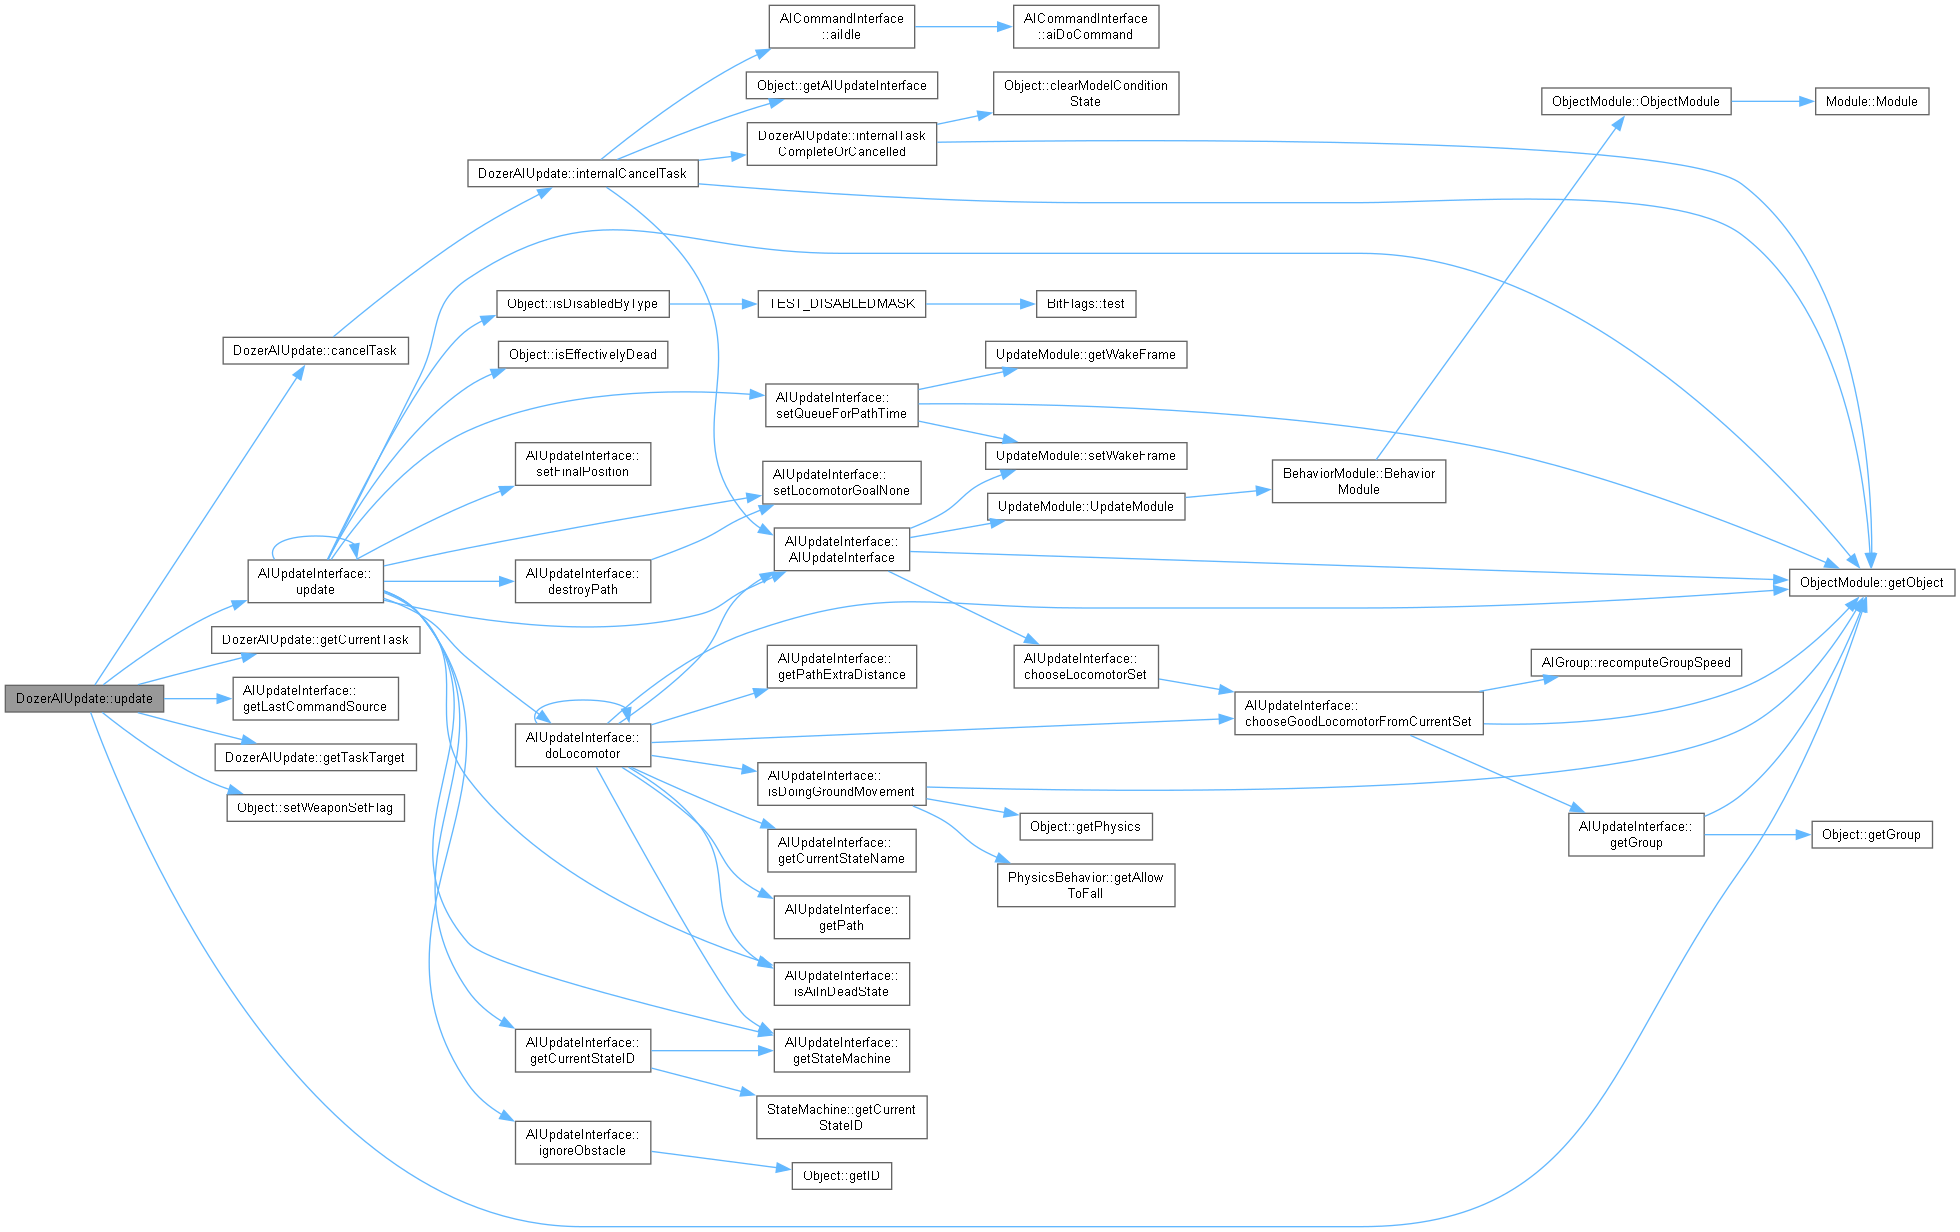 AICommandInterface
::aiIdle
AICommandInterface
::aiDoCommand
Object::getAIUpdateInterface
Object::clearModelCondition
State
ObjectModule::ObjectModule
Module::Module
DozerAIUpdate::internalTask
CompleteOrCancelled
DozerAIUpdate::internalCancelTask
Object::isDisabledByType
TEST_DISABLEDMASK
BitFlags::test
DozerAIUpdate::cancelTask
Object::isEffectivelyDead
UpdateModule::getWakeFrame
AIUpdateInterface::
setQueueForPathTime
AIUpdateInterface::
setFinalPosition
UpdateModule::setWakeFrame
AIUpdateInterface::
setLocomotorGoalNone
BehaviorModule::Behavior
Module
UpdateModule::UpdateModule
AIUpdateInterface::
AIUpdateInterface
AIUpdateInterface::
update
AIUpdateInterface::
destroyPath
ObjectModule::getObject
DozerAIUpdate::getCurrentTask
AIUpdateInterface::
getPathExtraDistance
AIUpdateInterface::
chooseLocomotorSet
AIGroup::recomputeGroupSpeed
DozerAIUpdate::update
AIUpdateInterface::
getLastCommandSource
AIUpdateInterface::
chooseGoodLocomotorFromCurrentSet
AIUpdateInterface::
doLocomotor
DozerAIUpdate::getTaskTarget
AIUpdateInterface::
isDoingGroundMovement
Object::setWeaponSetFlag
Object::getPhysics
AIUpdateInterface::
getGroup
Object::getGroup
AIUpdateInterface::
getCurrentStateName
PhysicsBehavior::getAllow
ToFall
AIUpdateInterface::
getPath
AIUpdateInterface::
isAiInDeadState
AIUpdateInterface::
getCurrentStateID
AIUpdateInterface::
getStateMachine
StateMachine::getCurrent
StateID
AIUpdateInterface::
ignoreObstacle
Object::getID